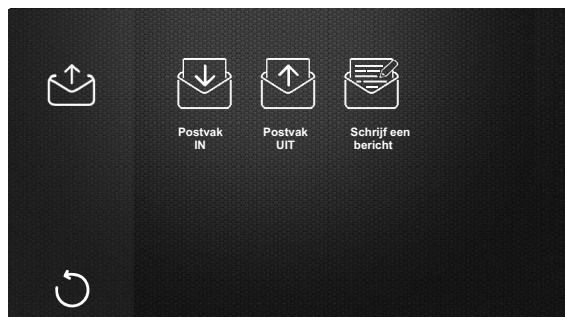 Postvak
IN
Postvak
UIT
Schrijf een
bericht